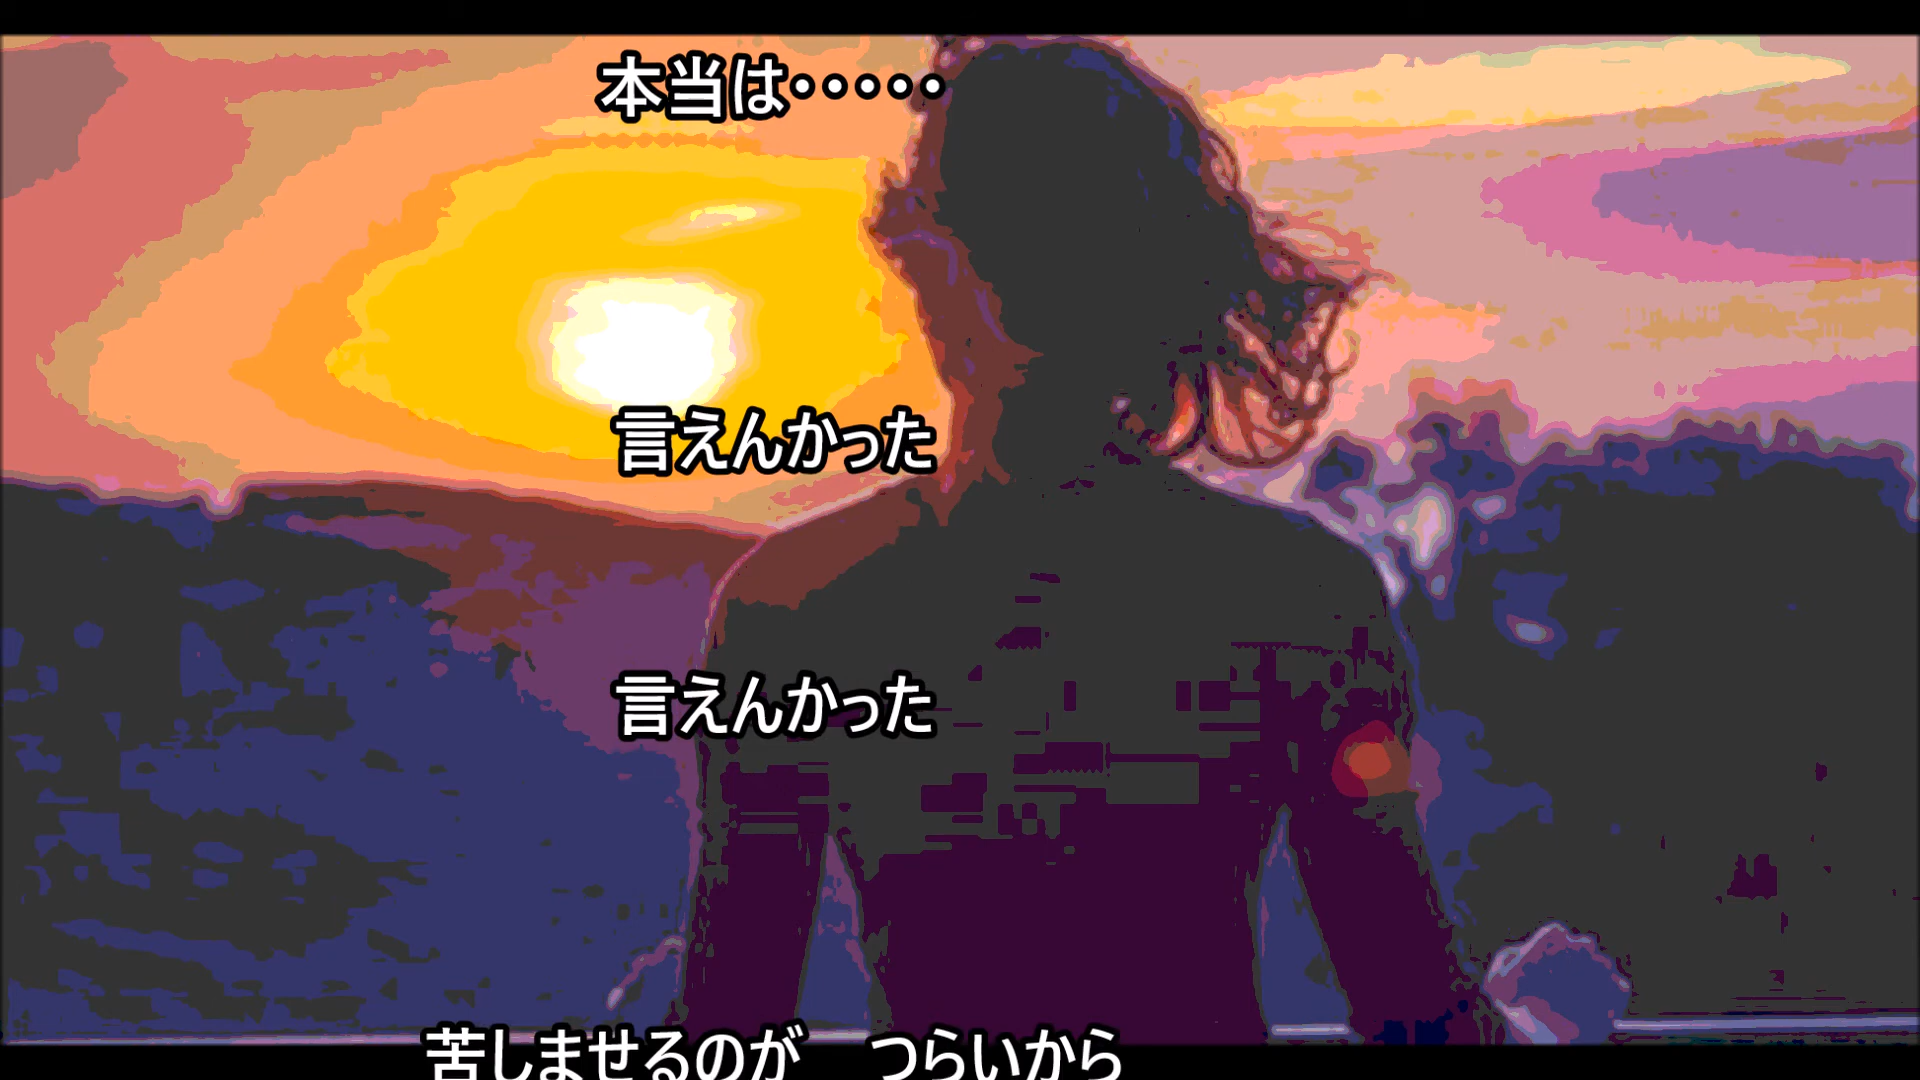 本当は・・・・・
言えんかった
言えんかった
苦しませるのが　つらいから